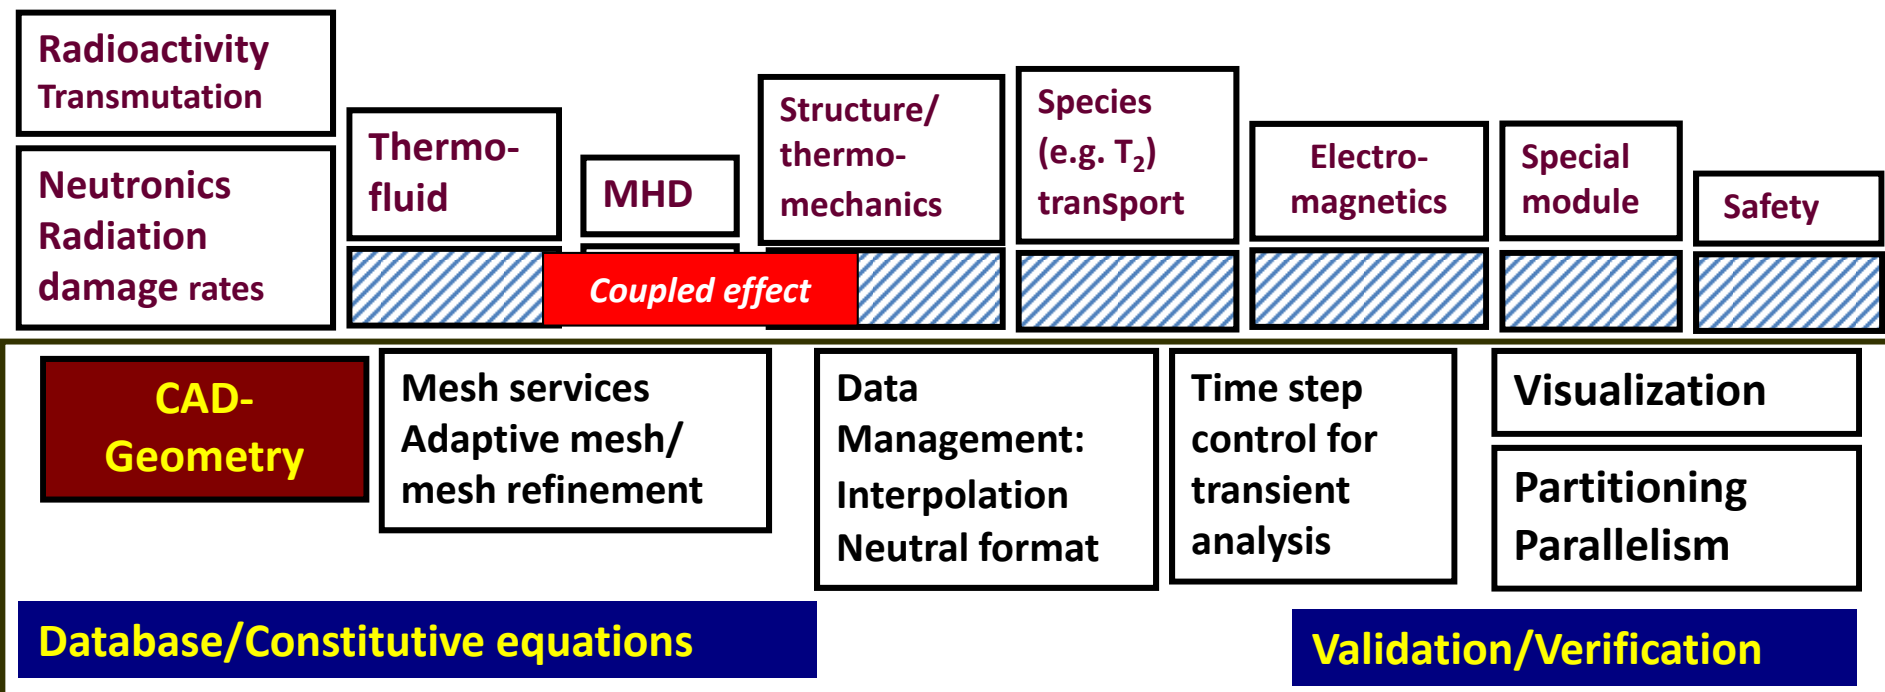 Radioactivity
Transmutation
Neutronics
Radiation
damage rates
Thermo-
fluid
MHD
Structure/
thermo-
mechanics
Species
(e.g. T₂)
transport
Electro-
magnetics
Special
module
Safety
Coupled effect
CAD-
Geometry
Mesh services
Adaptive mesh/
mesh refinement
Data
Management:
Interpolation
Neutral format
Time step
control for
transient
analysis
Visualization
Partitioning
Parallelism
Database/Constitutive equations
Validation/Verification